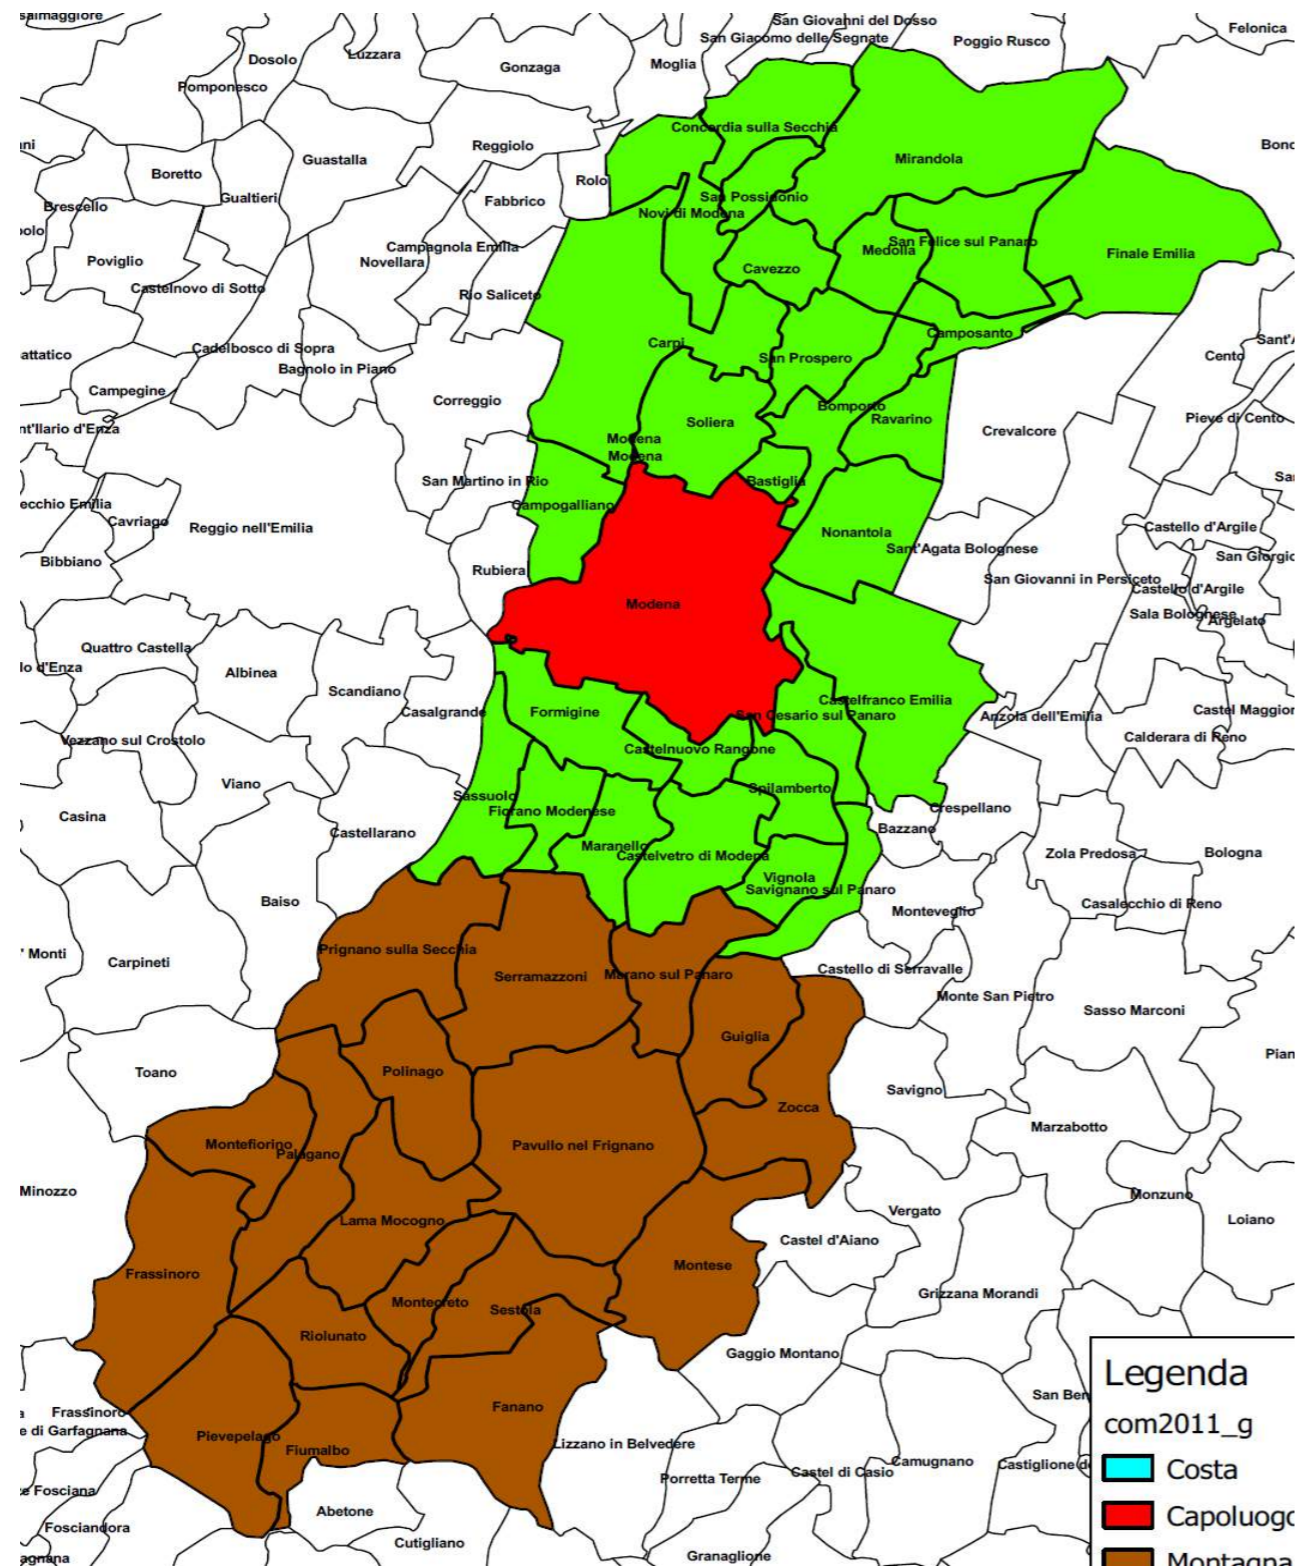 San Giovanni del Dosso
San Giacomo delle Segnate
Felonica
Poggio Rusco
Luzzara
Dosolo
Gonzaga
Moglia
Pomponesco
Concordia sulla Secchia
Reggiolo
Mirandola
Guastalla
Boretto
Rolo
Gualtieri
San Possidonio
Fabbrico
Brescello
Novi di Modena
San Felice sul Panaro
Campagnola Emilia
Medolla
Finale Emilia
Poviglio
Novellara
Cavezzo
Castelnovo di Sotto
Rio Saliceto
Camposanto
Carpi
Cadelbosco di Sopra
San Prospero
Cento
Bagnolo in Piano
Campegine
Correggio
Bomporto
Ravarino
Pieve di Cento
Soliera
Crevalcore
Modena
Modena
San Martino in Rio
Bastiglia
Campogalliano
Cavriago
Reggio nell'Emilia
Castello d'Argile
Nonantola
Sant'Agata Bolognese
Bibbiano
Rubiera
San Giovanni in Persiceto
Castello d'Argile
Modena
Sala Bolognese
Argelato
Quattro Castella
Albinea
Scandiano
Castelfranco Emilia
Casalgrande
Formigine
San Cesario sul Panaro
Anzola dell'Emilia
Vezzano sul Crostolo
Calderara di Reno
Castelnuovo Rangone
Viano
Spilamberto
Sassuolo
Crespellano
Fiorano Modenese
Casina
Bazzano
Castellarano
Maranello
Zola Predosa
Bologna
Castelvetro di Modena
Vignola
Savignano sul Panaro
Baiso
Casalecchio di Reno
Monteveglio
Prignano sulla Secchia
Monti
Carpineti
Castello di Serravalle
Serramazzoni
Marano sul Panaro
Monte San Pietro
Sasso Marconi
Guiglia
Toano
Polinago
Savigno
Zocca
Marzabotto
Montefiorino
Pavullo nel Frignano
Palagano
Minozzo
Monzuno
Vergato
Lama Mocogno
Loiano
Castel d'Aiano
Montese
Frassinoro
Grizzana Morandi
Montecreto
Sestola
Riolunato
Gaggio Montano
Legenda
San Ben
Fanano
Frassinoro
com2011_g
e di Garfagnana
Pievepelago
Lizzano in Belvedere
Fiumalbo
Camugnano
Castiglione de
Costa
Castel di Casio
Porretta Terme
e Fosciana
Abetone
Capoluogo
Fosciandora
Cutigliano
Granaglione
Montagna